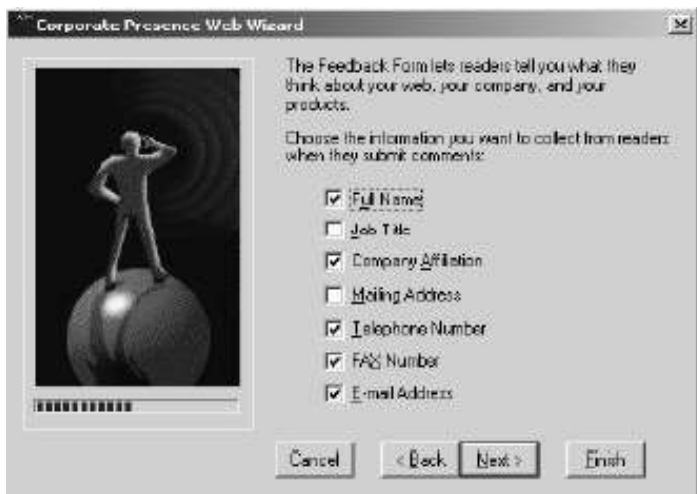 Corporate Presence Web Wizard
The Feedback Form lets readers tell you what they
think about your web, your company, and your
products.
Choose the information you want to collect from readers
when they submit comments:
Full Name
Job Title
Company Affiliation
Mailing Address
Telephone Number
FAX Number
E-mail Address
Cancel
< Back
Next >
Finish